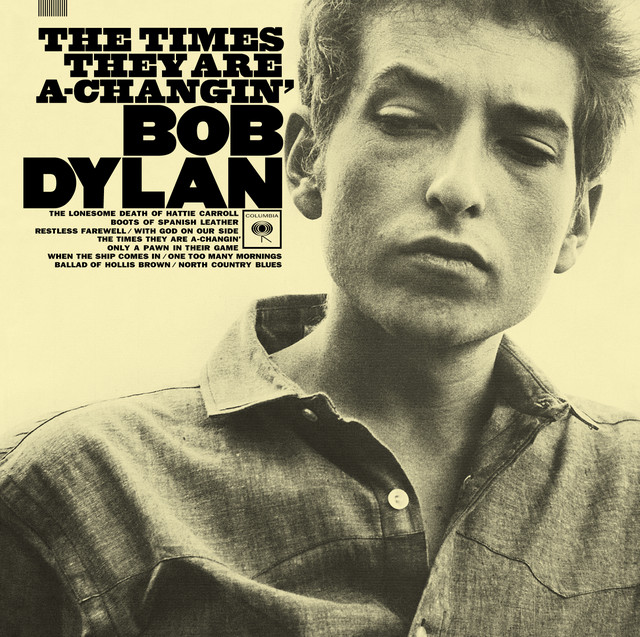 THE TIMES
THEY ARE
A-CHANGIN'
BOB
DYLAN
THE LONESOME DEATH OF HATTIE CARROLL
BOOTS OF SPANISH LEATHER
RESTLESS FAREWELL / WITH GOD ON OUR SIDE
THE TIMES THEY ARE A-CHANGIN'
ONLY A PAWN IN THEIR GAME
WHEN THE SHIP COMES IN / ONE TOO MANY MORNINGS
BALLAD OF HOLLIS BROWN / NORTH COUNTRY BLUES
COLUMBIA